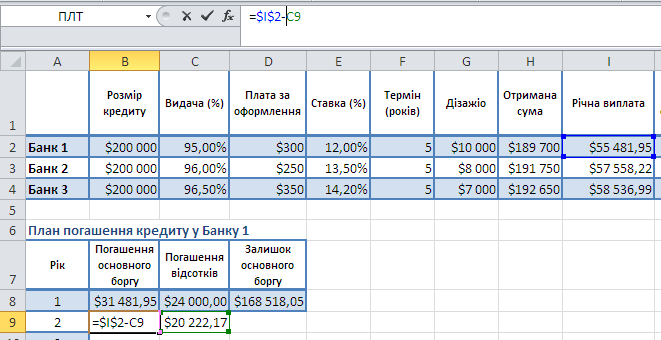 ПЛТ fx =$I$2-C9
A B C D E F G H I
1 Розмір кредиту Видача (%) Плата за оформлення Ставка (%) Термін (років) Дізажіо Отримана сума Річна виплата
2 Банк 1 $200 000 95,00% $300 12,00% 5 $10 000 $189 700 $55 481,95
3 Банк 2 $200 000 96,00% $250 13,50% 5 $8 000 $191 750 $57 558,22
4 Банк 3 $200 000 96,50% $350 14,20% 5 $7 000 $192 650 $58 536,99
5
6 План погашення кредиту у Банку 1
7 Рік Погашення основного боргу Погашення відсотків Залишок основного боргу
8 1 $31 481,95 $24 000,00 $168 518,05
9 2 =$I$2-C9 $20 222,17
10